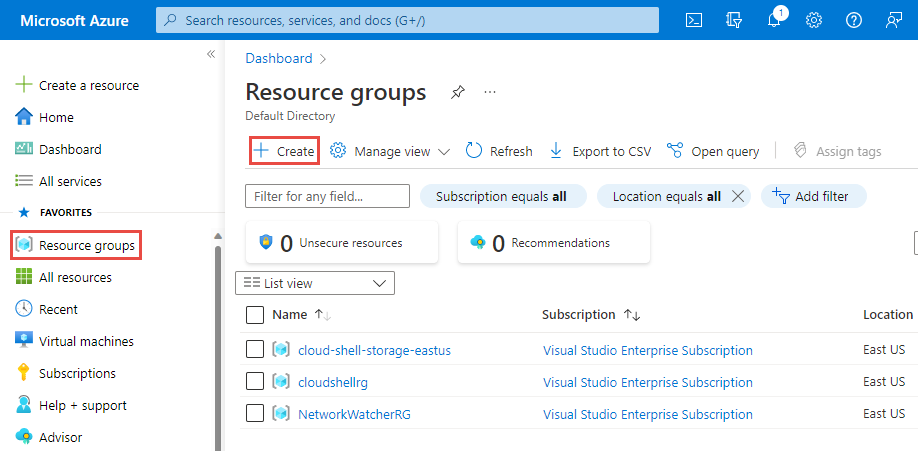 Microsoft Azure
Search resources, services, and docs (G+/)
1
«
Create a resource
Home
Dashboard
All services
FAVORITES
Resource groups
All resources
Recent
Virtual machines
Subscriptions
Help + support
Advisor
Dashboard >
Resource groups ...
Default Directory
Create Manage view Refresh Export to CSV Open query Assign tags
Filter for any field... Subscription equals all Location equals all Add filter
0 Unsecure resources 0 Recommendations
List view
Name Subscription Location
cloud-shell-storage-eastus Visual Studio Enterprise Subscription East US
cloudshellrg Visual Studio Enterprise Subscription East US
NetworkWatcherRG Visual Studio Enterprise Subscription East US